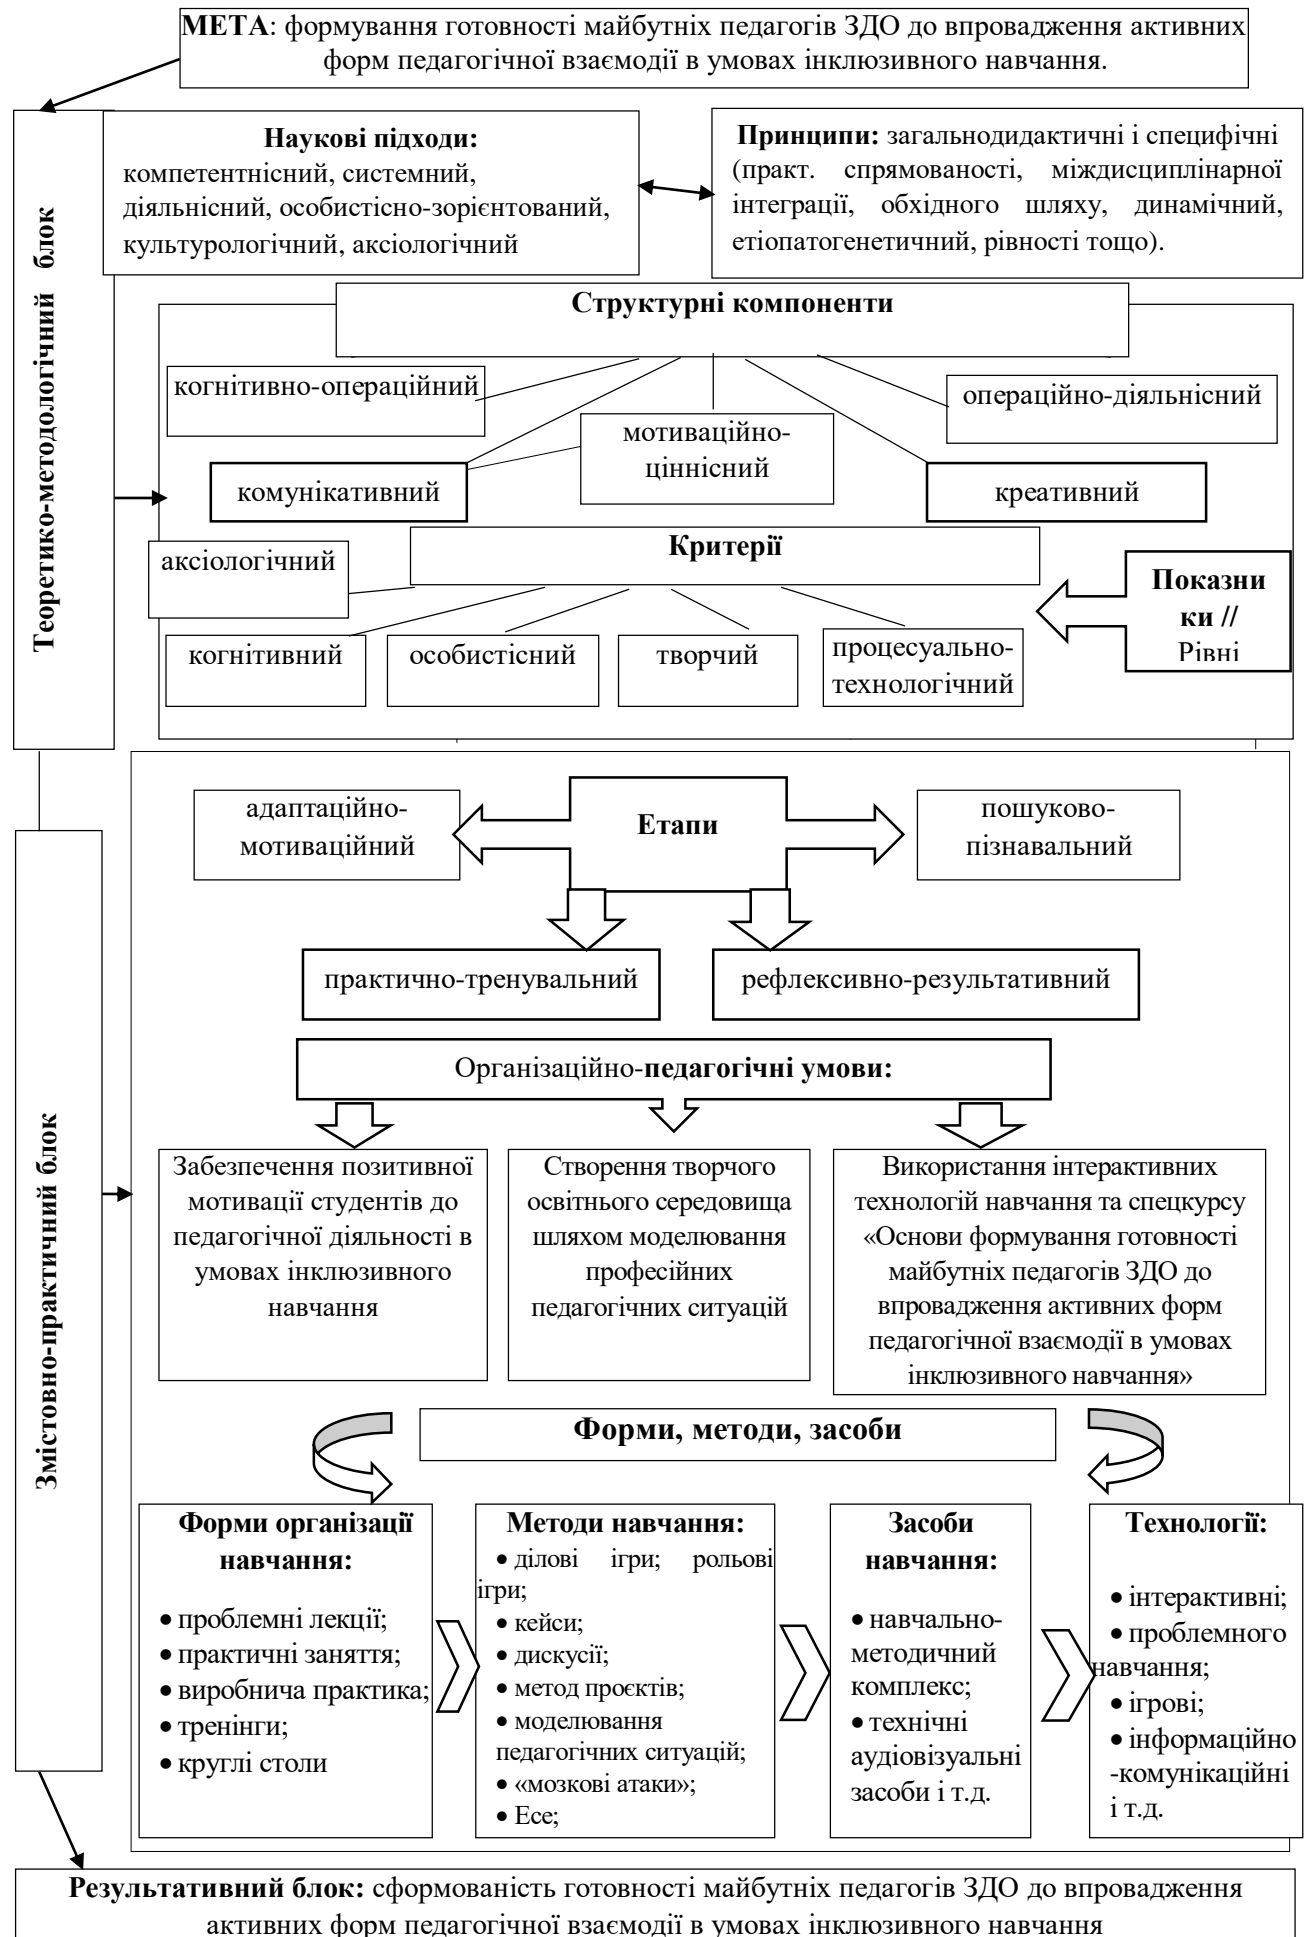 МЕТА: формування готовності майбутніх педагогів ЗДО до впровадження активних
форм педагогічної взаємодії в умовах інклюзивного навчання.
Теоретико-методологічний блок
Наукові підходи:
компетентнісний, системний,
діяльнісний, особистісно-зорієнтований,
культурологічний, аксіологічний
Принципи: загальнодидактичні і специфічні
(практ. спрямованості, міждисциплінарної
інтеграції, обхідного шляху, динамічний,
етіопатогенетичний, рівності тощо).
Структурні компоненти
когнітивно-операційний
операційно-діяльнісний
мотиваційно-
ціннісний
комунікативний
креативний
Критерії
аксіологічний
Показни
ки //
Рівні
когнітивний
особистісний
творчий
процесуально-
технологічний
Змістовно-практичний блок
Етапи
адаптаційно-
мотиваційний
пошуково-
пізнавальний
практично-тренувальний
рефлексивно-результативний
Організаційно-педагогічні умови:
Забезпечення позитивної
мотивації студентів до
педагогічної діяльності в
умовах інклюзивного
навчання
Створення творчого
освітнього середовища
шляхом моделювання
професійних
педагогічних ситуацій
Використання інтерактивних
технологій навчання та спецкурсу
«Основи формування готовності
майбутніх педагогів ЗДО до
впровадження активних форм
педагогічної взаємодії в умовах
інклюзивного навчання»
Форми, методи, засоби
Форми організації
навчання:
• проблемні лекції;
• практичні заняття;
• виробнича практика;
• тренінги;
• круглі столи
Методи навчання:
• ділові ігри; рольові
ігри;
• кейси;
• дискусії;
• метод проєктів;
• моделювання
педагогічних ситуацій;
• «мозкові атаки»;
• Есе;
Засоби
навчання:
• навчально-
методичний
комплекс;
• технічні
аудіовізуальні
засоби і т.д.
Технології:
• інтерактивні;
• проблемного
навчання;
• ігрові;
• інформаційно
-комунікаційні
і т.д.
Результативний блок: сформованість готовності майбутніх педагогів ЗДО до впровадження
активних форм педагогічної взаємодії в умовах інклюзивного навчання